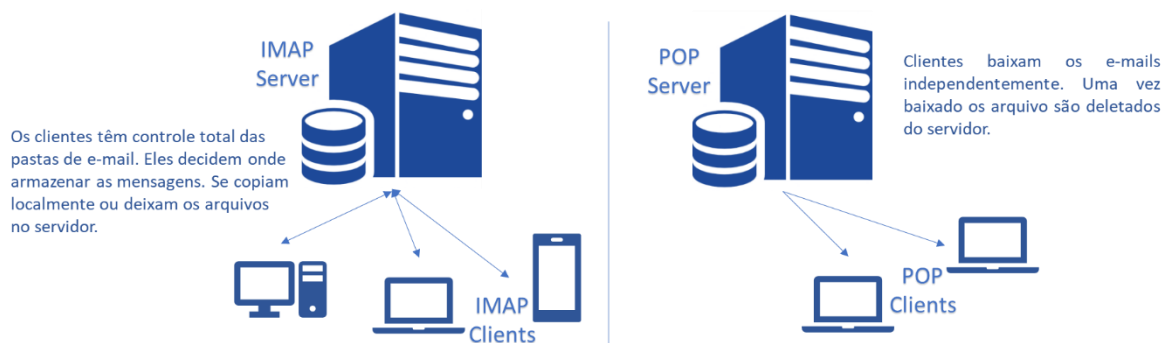 IMAP
Server
Os clientes têm controle total das
pastas de e-mail. Eles decidem onde
armazenar as mensagens. Se copiam
localmente ou deixam os arquivos
no servidor.
IMAP
Clients
POP
Server
Clientes baixam os e-mails
independentemente. Uma vez
baixado os arquivo são deletados
do servidor.
POP
Clients